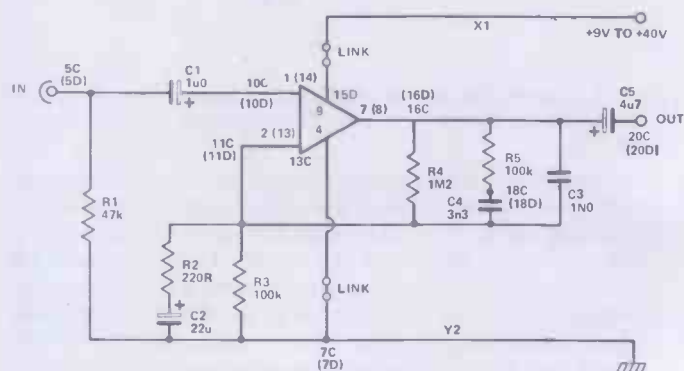 X1
+9V TO +40V
LINK
5C
(5D)
IN
C1
1u0
+
10C
(10D)
1 (14)
15D
9
4
7 (8)
(16D)
16C
C5
4u7
+
OUT
20C
(20D)
2 (13)
11C
(11D)
13C
R4
1M2
R5
100k
18C
(18D)
C4
3n3
C3
1N0
R1
47k
R2
220R
+
C2
22u
R3
100k
LINK
Y2
7C
(7D)